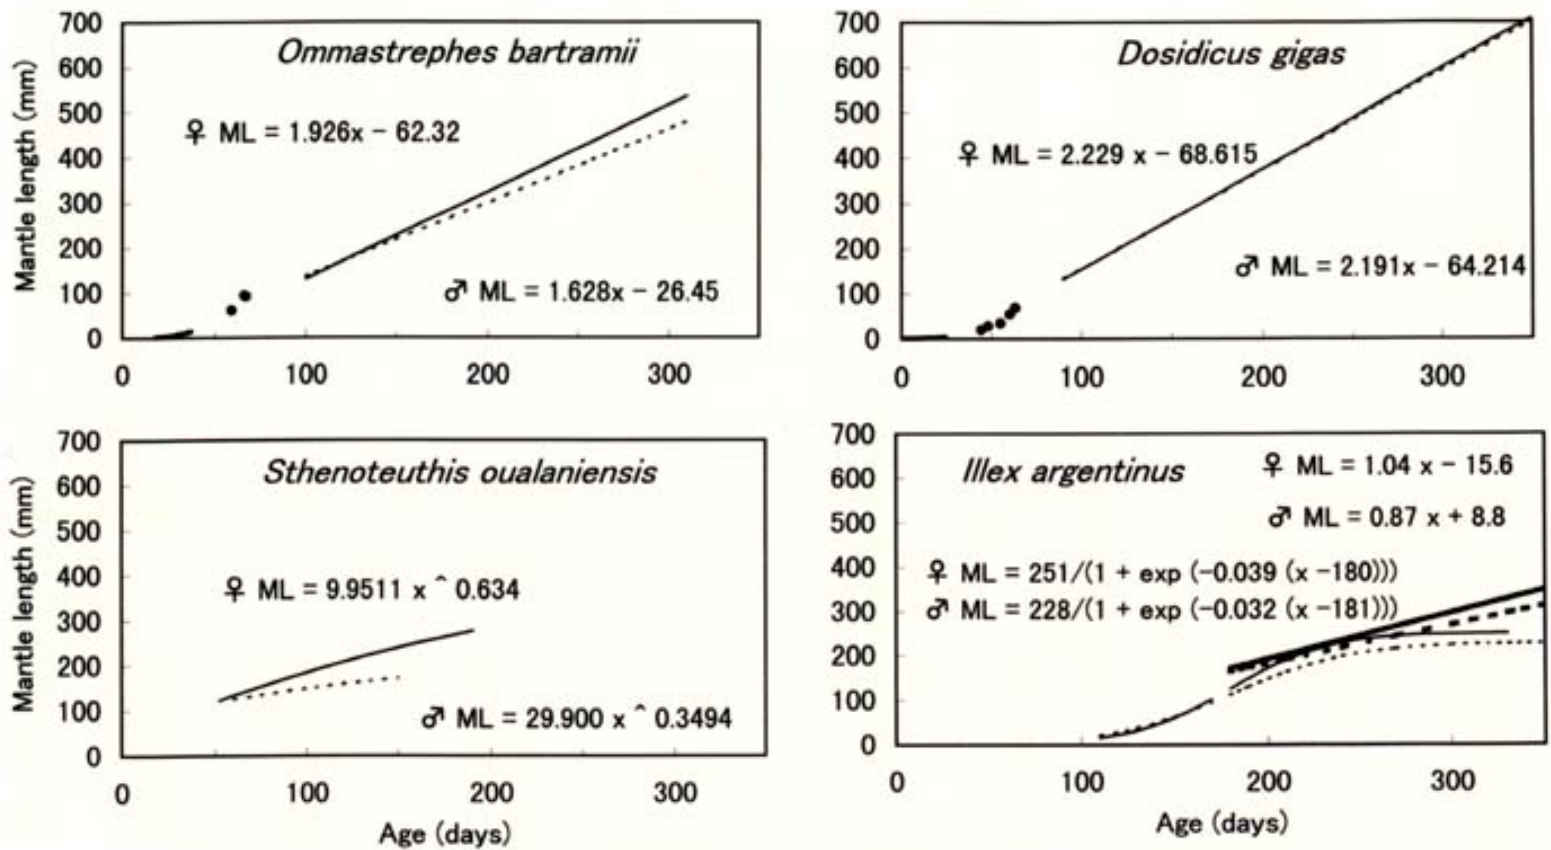 700
600
500
400
300
200
100
0
Mantle length (mm)
Ommastrephes bartramii
♀ ML = 1.926x − 62.32
♂ ML = 1.628x − 26.45
0 100 200 300
700
600
500
400
300
200
100
0
Dosidicus gigas
♀ ML = 2.229 x − 68.615
♂ ML = 2.191x − 64.214
0 100 200 300
700
600
500
400
300
200
100
0
Mantle length (mm)
Sthenoteuthis oualaniensis
♀ ML = 9.9511 x ^ 0.634
♂ ML = 29.900 x ^ 0.3494
0 100 200 300
Age (days)
700
600
500
400
300
200
100
0
Illex argentinus
♀ ML = 1.04 x − 15.6
♂ ML = 0.87 x + 8.8
♀ ML = 251/(1 + exp (-0.039 (x −180)))
♂ ML = 228/(1 + exp (-0.032 (x −181)))
0 100 200 300
Age (days)